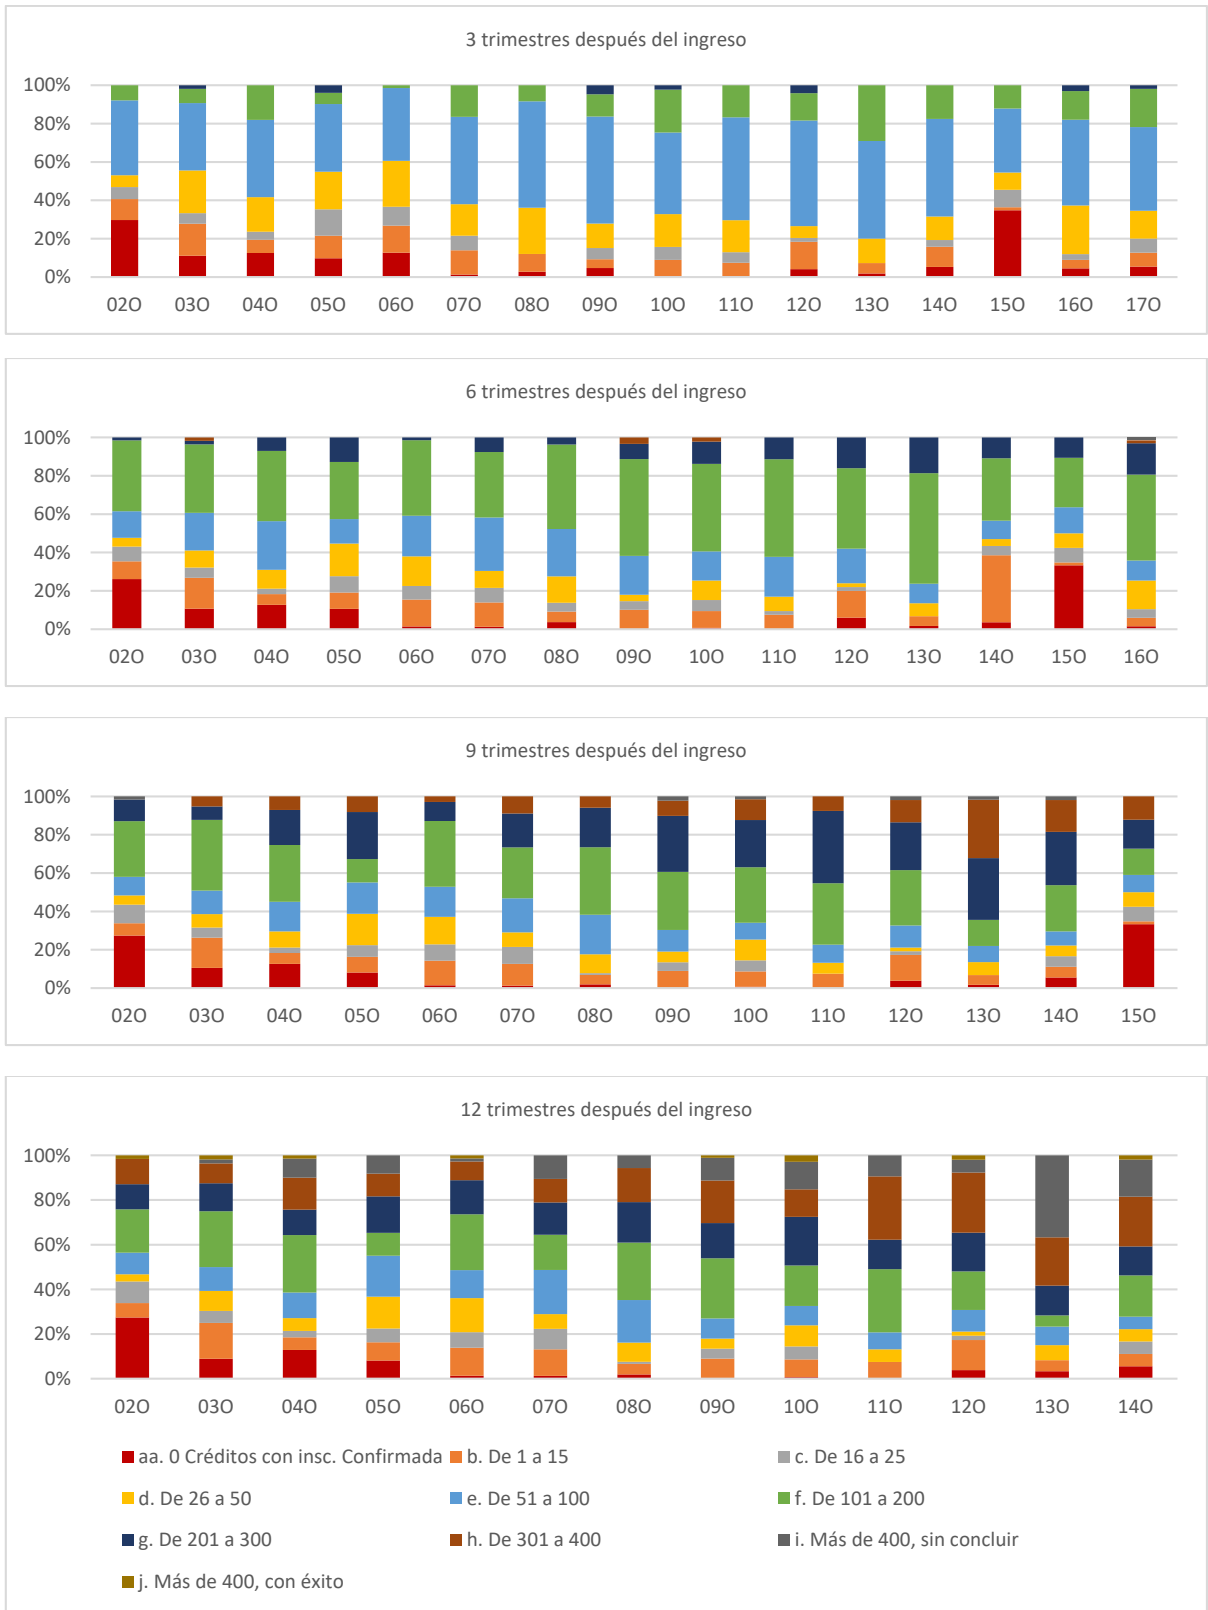 3 trimestres después del ingreso
100%
80%
60%
40%
20%
0%
02O 03O 04O 05O 06O 07O 08O 09O 10O 11O 12O 13O 14O 15O 16O 17O
6 trimestres después del ingreso
100%
80%
60%
40%
20%
0%
02O 03O 04O 05O 06O 07O 08O 09O 10O 11O 12O 13O 14O 15O 16O
9 trimestres después del ingreso
100%
80%
60%
40%
20%
0%
02O 03O 04O 05O 06O 07O 08O 09O 10O 11O 12O 13O 14O 15O
12 trimestres después del ingreso
100%
80%
60%
40%
20%
0%
02O 03O 04O 05O 06O 07O 08O 09O 10O 11O 12O 13O 14O
aa. 0 Créditos con insc. Confirmada b. De 1 a 15 c. De 16 a 25
d. De 26 a 50 e. De 51 a 100 f. De 101 a 200
g. De 201 a 300 h. De 301 a 400 i. Más de 400, sin concluir
j. Más de 400, con éxito